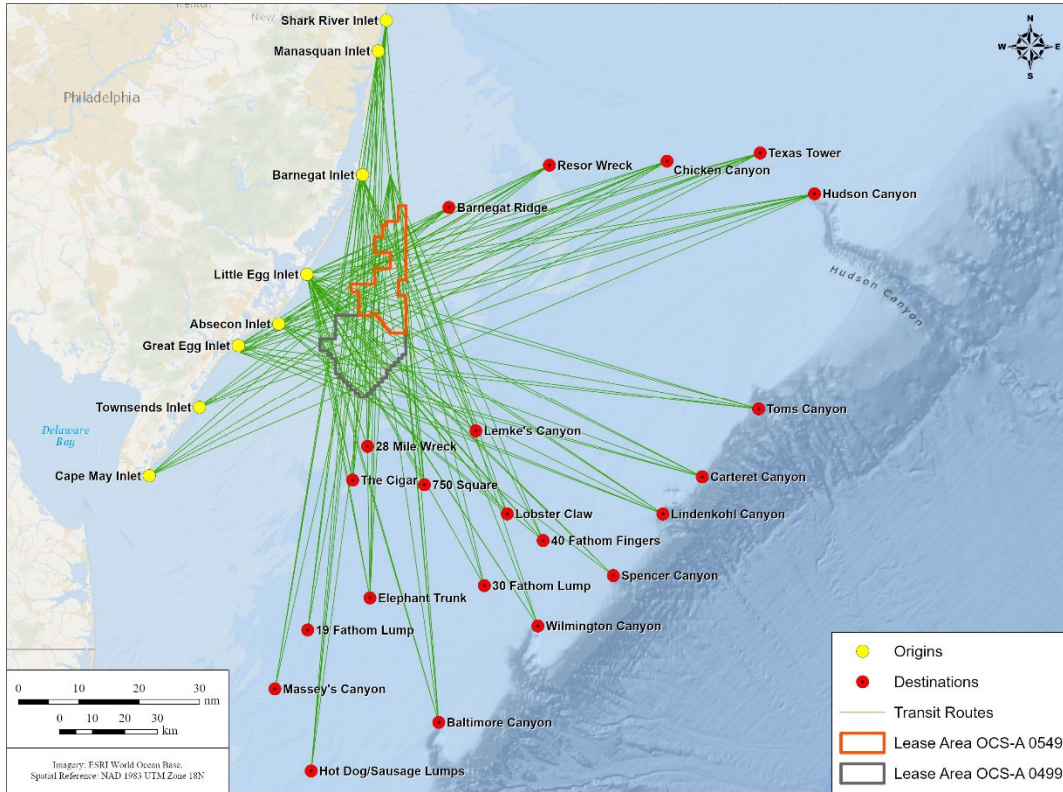 Trenton
New
Shark River Inlet
Manasquan Inlet
N
W
E
S
Philadelphia
Texas Tower
Resor Wreck
Chicken Canyon
Barnegat Inlet
Hudson Canyon
Barnegat Ridge
Little Egg Inlet
Hudson Canyon
Absecon Inlet
Great Egg Inlet
Townsends Inlet
Toms Canyon
Delaware
Bay
Lemke's Canyon
28 Mile Wreck
Cape May Inlet
The Cigar
750 Square
Carteret Canyon
Lobster Claw
Lindenkohl Canyon
40 Fathom Fingers
Spencer Canyon
30 Fathom Lump
Elephant Trunk
Wilmington Canyon
19 Fathom Lump
Massey's Canyon
Baltimore Canyon
Hot Dog/Sausage Lumps
0 10 20 30
nm
0 10 20 30
km
Imagery: ESRI World Ocean Base.
Spatial Reference: NAD 1983 UTM Zone 18N
Origins
Destinations
Transit Routes
Lease Area OCS-A 0549
Lease Area OCS-A 0499